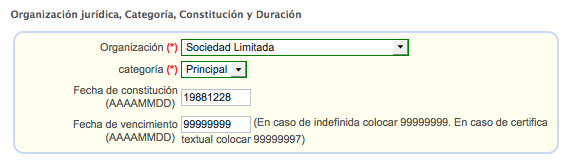 Organización jurídica, Categoría, Constitución y Duración
Organización (*) Sociedad Limitada
categoría (*) Principal
Fecha de constitución
(AAAAMMDD) 19881228
Fecha de vencimiento 99999999 (En caso de indefinida colocar 99999999. En caso de certifica
(AAAAMMDD) textual colocar 99999997)